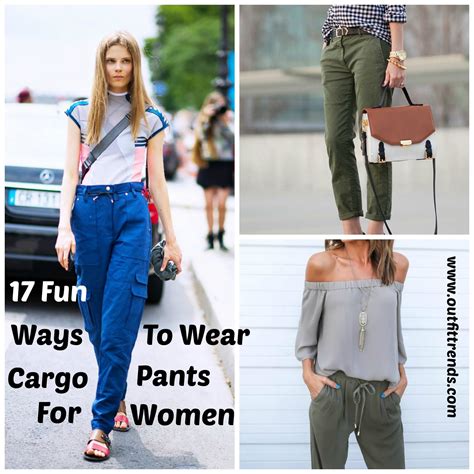 17 Fun
Ways To Wear
Cargo Pants
For Women
www.outfittrends.com